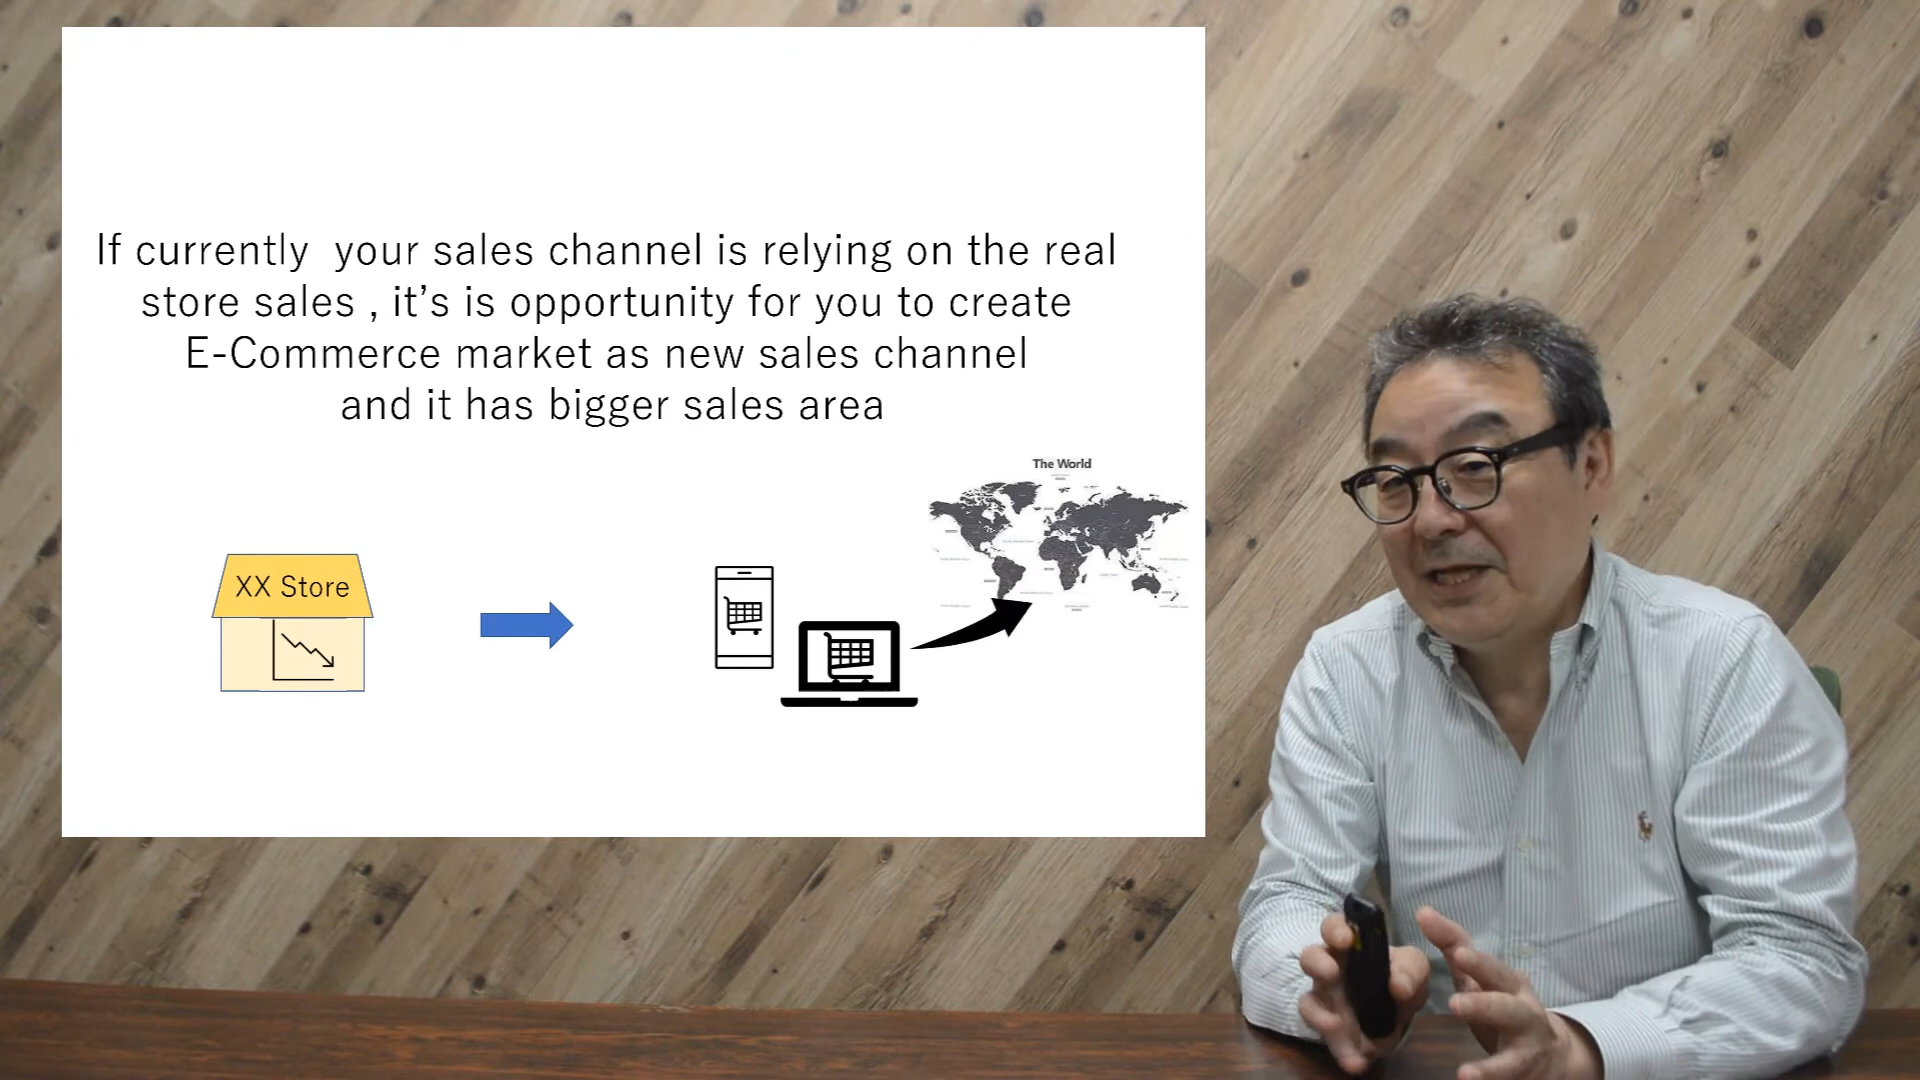 If currently  your sales channel is relying on the real
store sales , it’s is opportunity for you to create
E-Commerce market as new sales channel
and it has bigger sales area
The World
XX Store